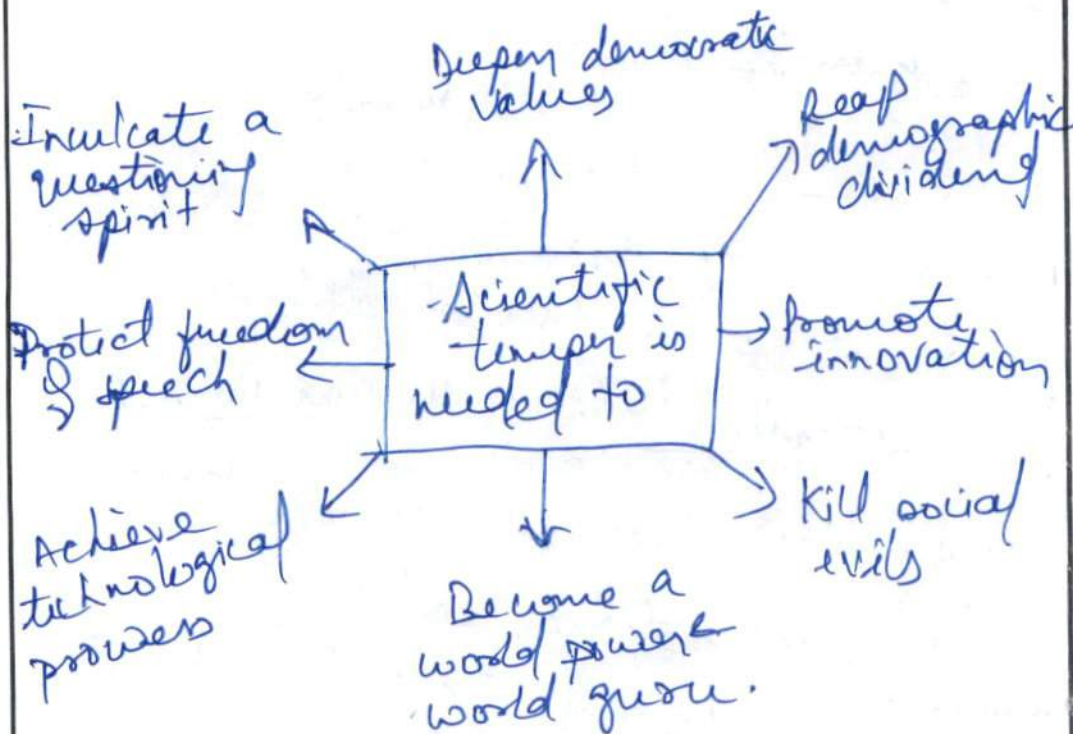 Deepen democratic
values
Reap
demographic
dividend
Inculcate a
questioning
spirit
-Scientific
temper is
needed to
Promote
innovation
Protect freedom
of speech
Kill social
evils
Achieve
technological
prowess
Become a
world power &
world guru.